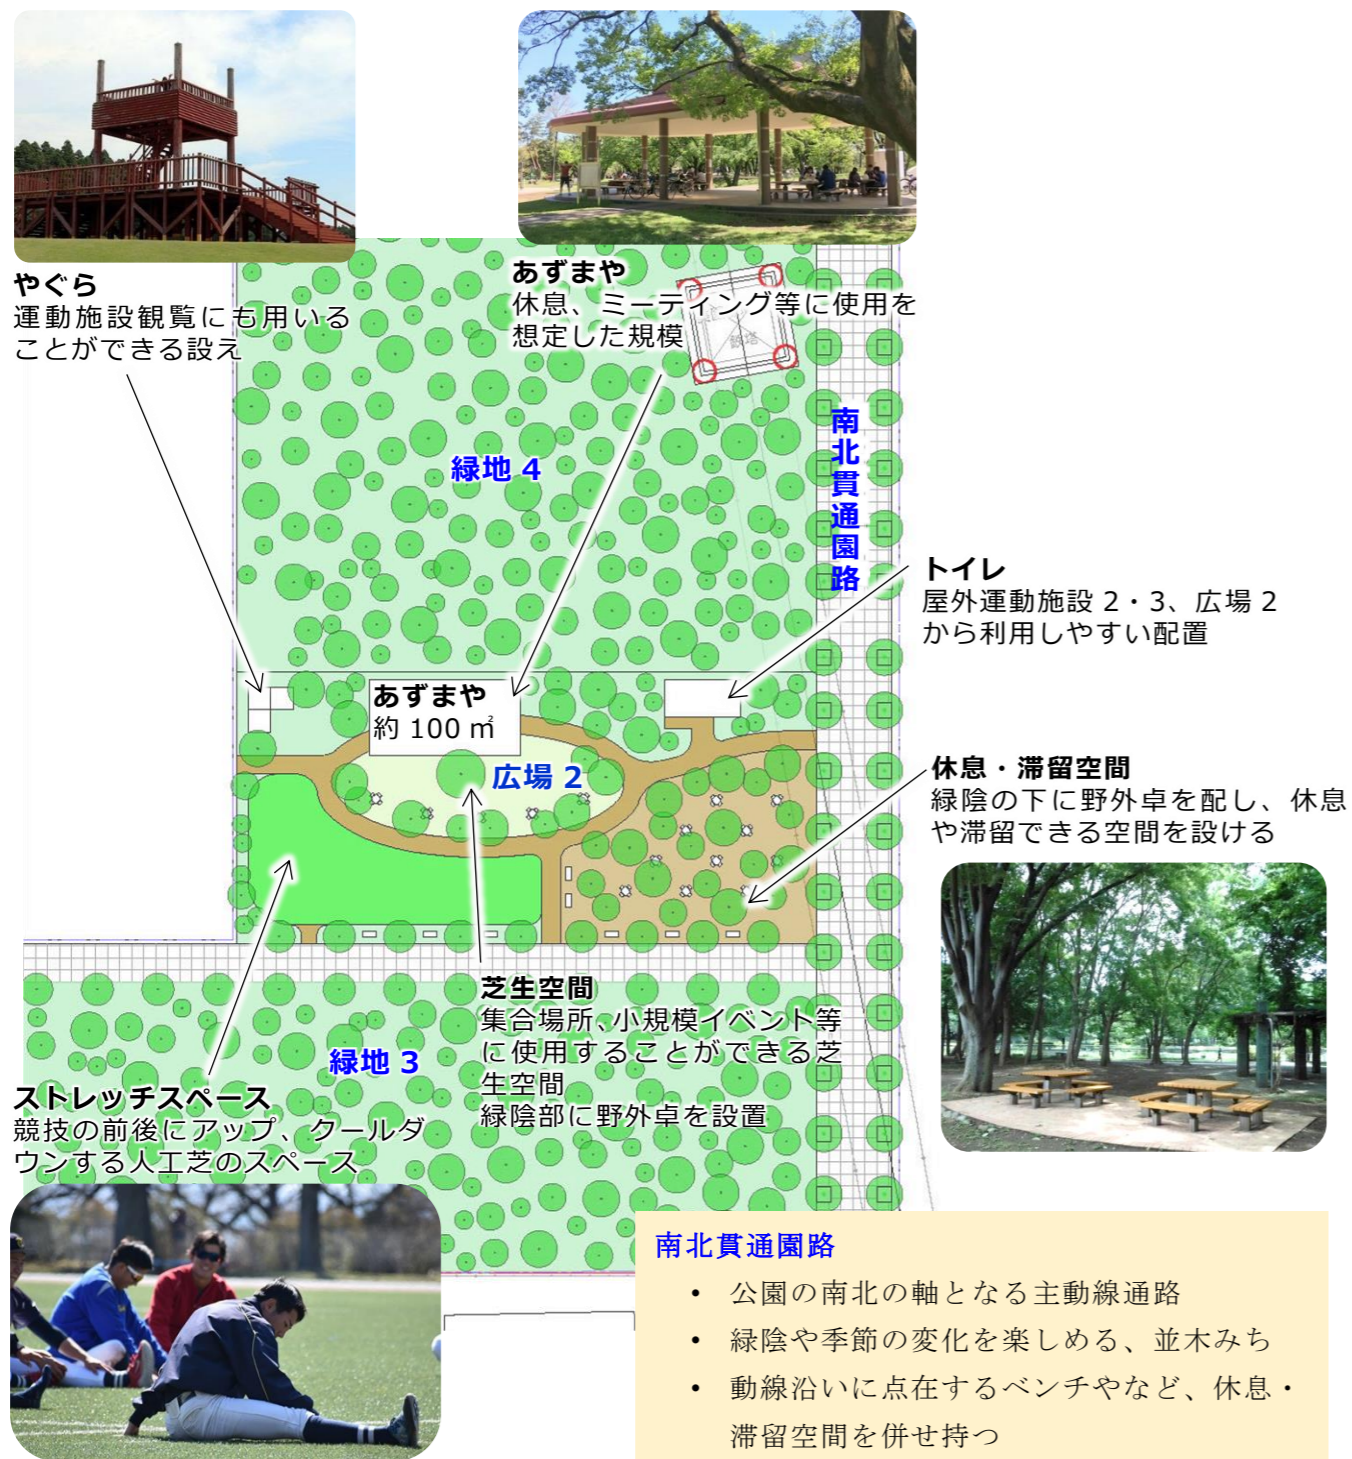 やぐら
運動施設観覧にも用いる
ことができる設え
あずまや
休息、ミーティング等に使用を
想定した規模
鉄塔
南北貫通園路
緑地 4
トイレ
屋外運動施設 2・3、広場 2
から利用しやすい配置
あずまや
約 100 ㎡
広場 2
休息・滞留空間
緑陰の下に野外卓を配し、休息
や滞留できる空間を設ける
芝生空間
集合場所、小規模イベント等
に使用することができる芝
生空間
緑陰部に野外卓を設置
緑地 3
ストレッチスペース
競技の前後にアップ、クールダ
ウンする人工芝のスペース
南北貫通園路
• 公園の南北の軸となる主動線通路
• 緑陰や季節の変化を楽しめる、並木みち
• 動線沿いに点在するベンチやなど、休息・
滞留空間を併せ持つ